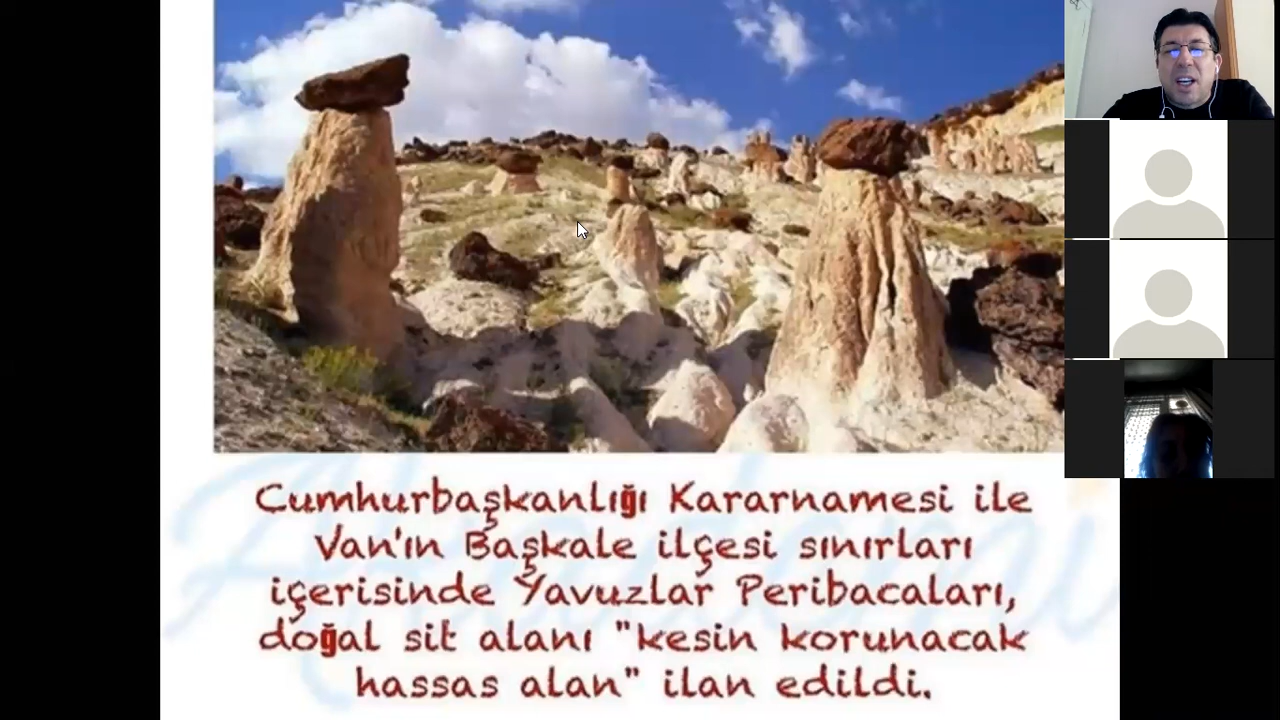 Cumhurbaşkanlığı Kararnamesi ile
Van'ın Başkale ilçesi sınırları
içerisinde Yavuzlar Peribacaları,
doğal sit alanı "kesin korunacak
hassas alan" ilan edildi.